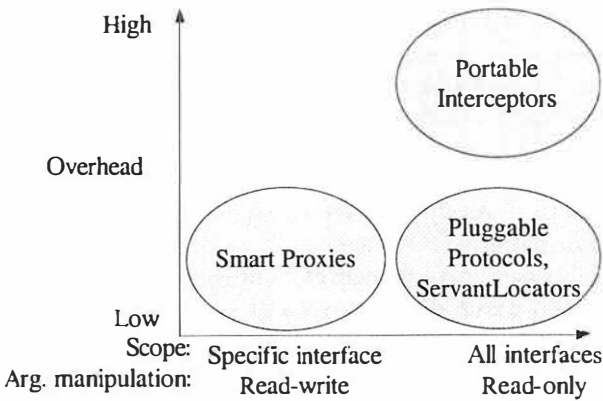 High
Portable
Interceptors
Overhead
Smart Proxies
Pluggable
Protocols,
ServantLocators
Low
Scope: Specific interface All interfaces
Arg. manipulation: Read-write Read-only